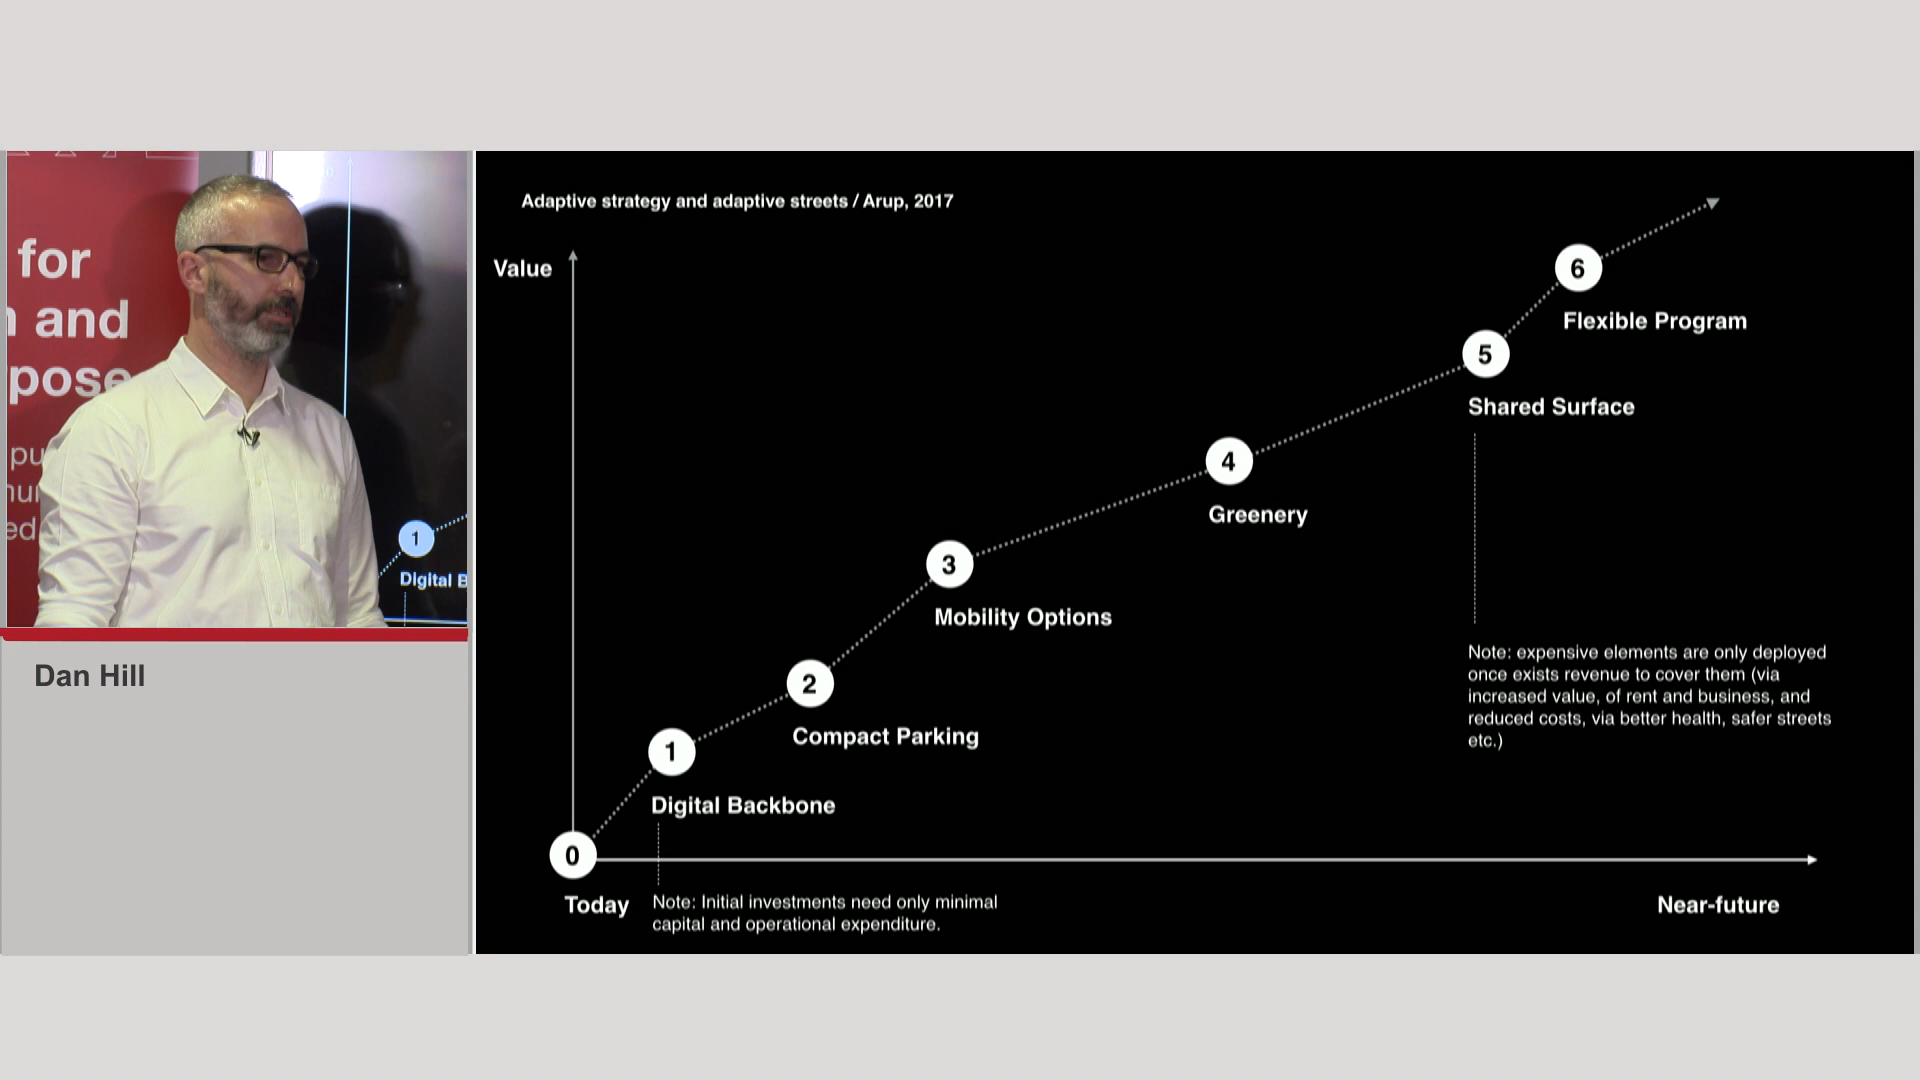 for
and
pose
pu
ed
1
Digital B
Dan Hill
Adaptive strategy and adaptive streets / Arup, 2017
Value
6
Flexible Program
5
Shared Surface
4
Greenery
3
Mobility Options
Note: expensive elements are only deployed
once exists revenue to cover them (via
increased value, of rent and business, and
reduced costs, via better health, safer streets
etc.)
2
Compact Parking
1
Digital Backbone
0
Today
Note: Initial investments need only minimal
capital and operational expenditure.
Near-future